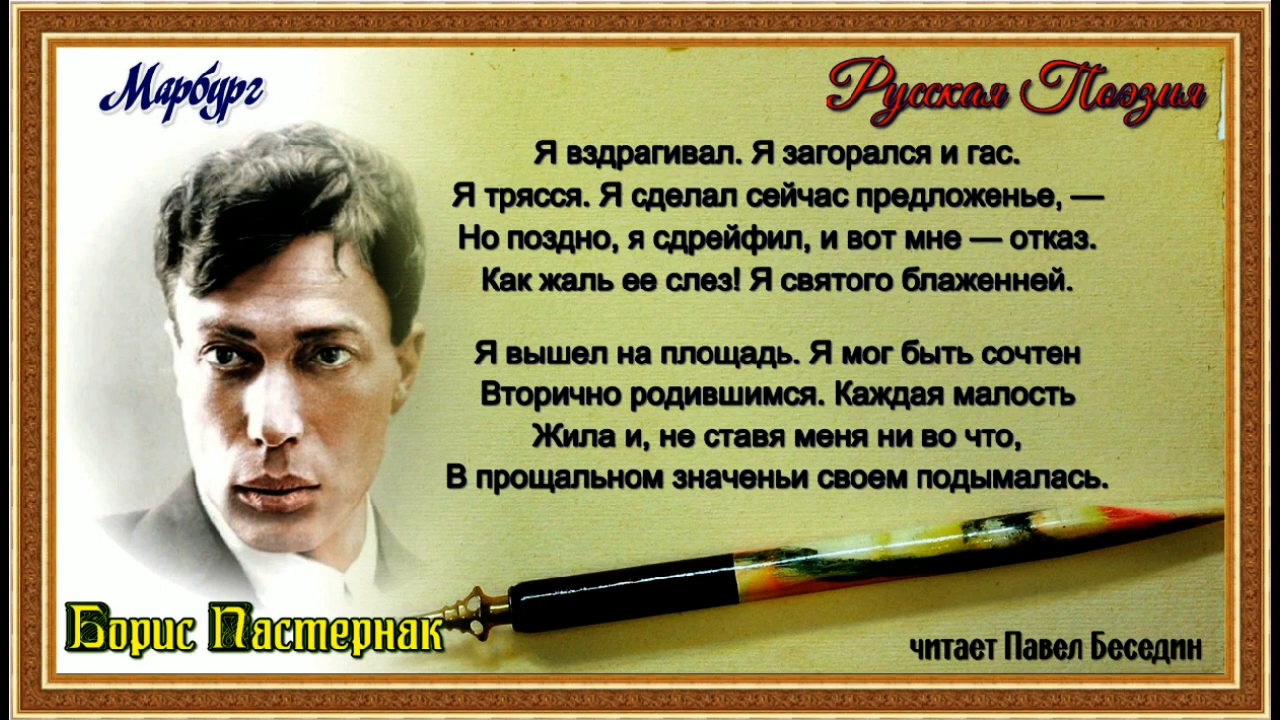 Марбург
Русская Поэзия
Я вздрагивал. Я загорался и гас.
Я трясся. Я сделал сейчас предложенье, —
Но поздно, я сдрейфил, и вот мне — отказ.
Как жаль ее слез! Я святого блаженней.
Я вышел на площадь. Я мог быть сочтен
Вторично родившимся. Каждая малость
Жила и, не ставя меня ни во что,
В прощальном значеньи своем подымалась.
Борис Пастернак
читает Павел Беседин